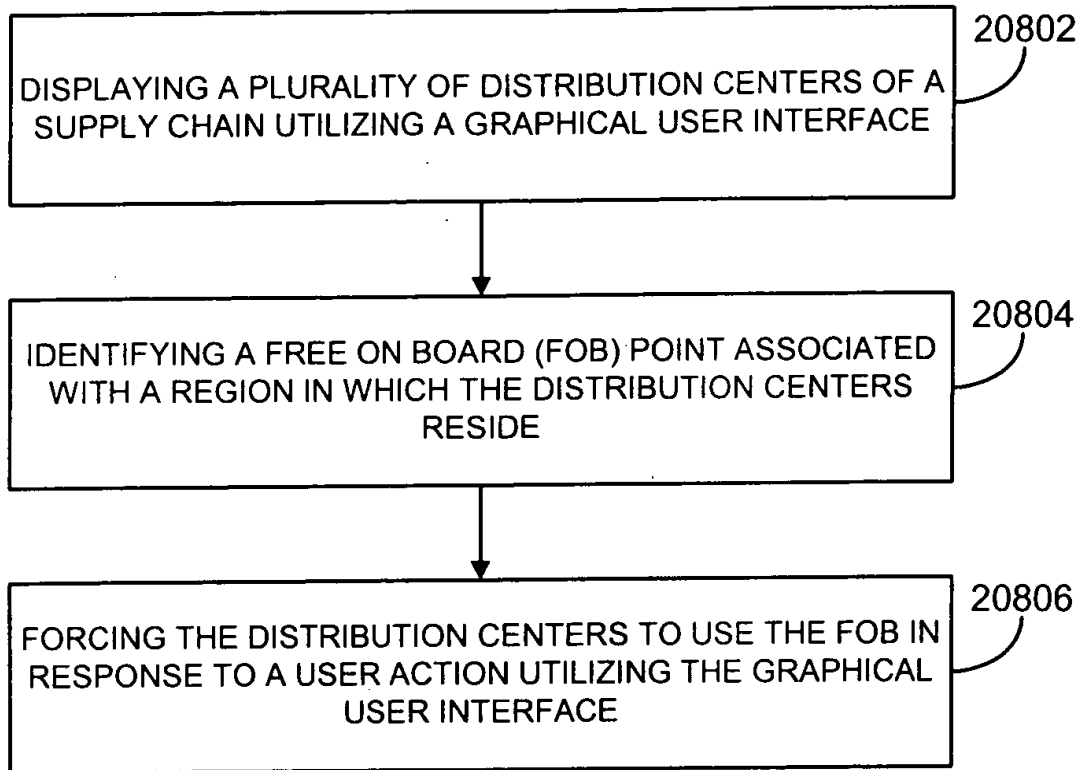 20802
DISPLAYING A PLURALITY OF DISTRIBUTION CENTERS OF A
SUPPLY CHAIN UTILIZING A GRAPHICAL USER INTERFACE
20804
IDENTIFYING A FREE ON BOARD (FOB) POINT ASSOCIATED
WITH A REGION IN WHICH THE DISTRIBUTION CENTERS
RESIDE
20806
FORCING THE DISTRIBUTION CENTERS TO USE THE FOB IN
RESPONSE TO A USER ACTION UTILIZING THE GRAPHICAL
USER INTERFACE